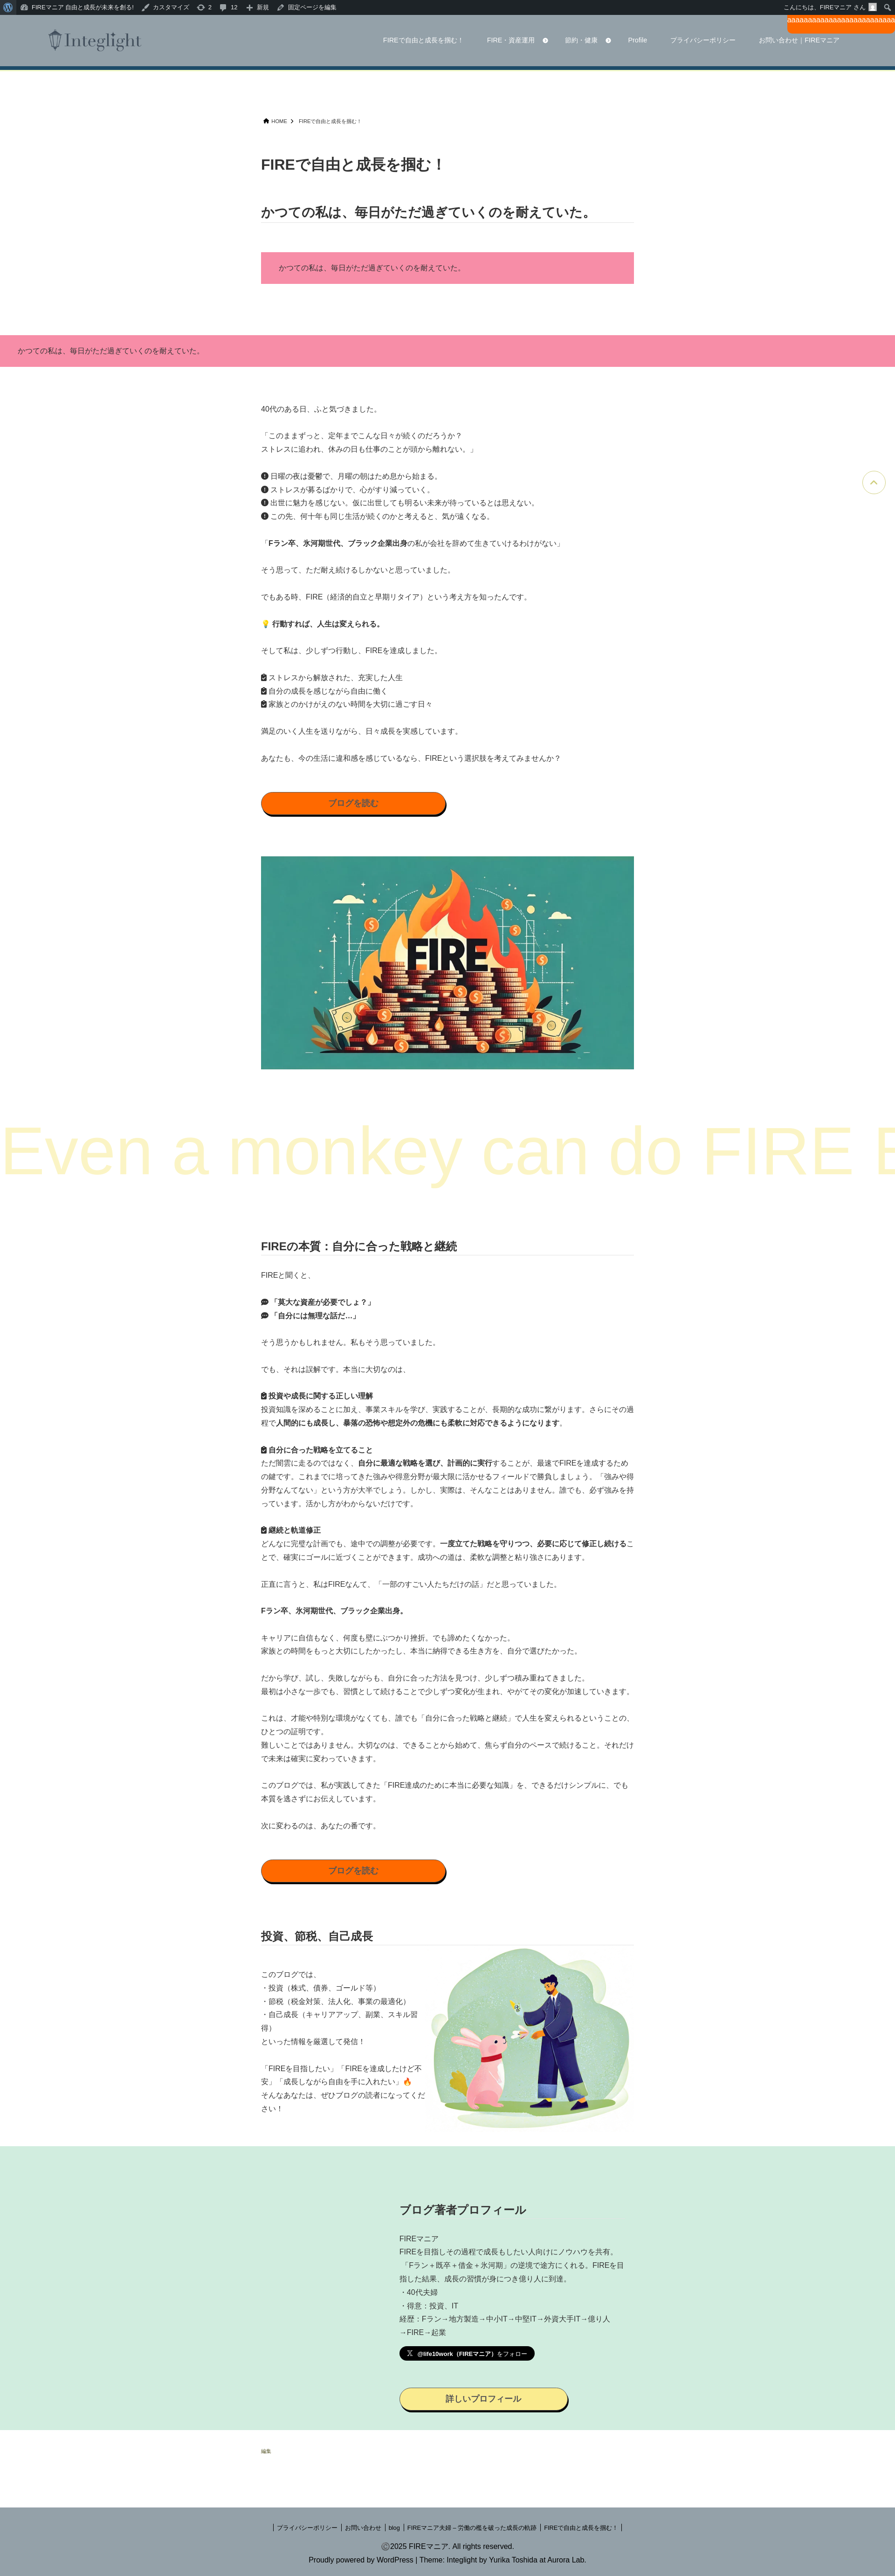 FIREマニア 自由と成長が未来を創る! カスタマイズ 2 12 新規 固定ページを編集 こんにちは、FIREマニア さん
Integlight
FIREで自由と成長を掴む！ FIRE・資産運用 節約・健康 Profile プライバシーポリシー お問い合わせ｜FIREマニア
HOME FIREで自由と成長を掴む！
FIREで自由と成長を掴む！
かつての私は、毎日がただ過ぎていくのを耐えていた。
かつての私は、毎日がただ過ぎていくのを耐えていた。
かつての私は、毎日がただ過ぎていくのを耐えていた。
40代のある日、ふと気づきました。
「このままずっと、定年までこんな日々が続くのだろうか？
ストレスに追われ、休みの日も仕事のことが頭から離れない。」
日曜の夜は憂鬱で、月曜の朝はため息から始まる。
ストレスが募るばかりで、心がすり減っていく。
出世に魅力を感じない。仮に出世しても明るい未来が待っているとは思えない。
この先、何十年も同じ生活が続くのかと考えると、気が遠くなる。
「Fラン卒、氷河期世代、ブラック企業出身の私が会社を辞めて生きていけるわけがない」
そう思って、ただ耐え続けるしかないと思っていました。
でもある時、FIRE（経済的自立と早期リタイア）という考え方を知ったんです。
💡 行動すれば、人生は変えられる。
そして私は、少しずつ行動し、FIREを達成しました。
ストレスから解放された、充実した人生
自分の成長を感じながら自由に働く
家族とのかけがえのない時間を大切に過ごす日々
満足のいく人生を送りながら、日々成長を実感しています。
あなたも、今の生活に違和感を感じているなら、FIREという選択肢を考えてみませんか？
ブログを読む
FIRE
Even a monkey can do FIRE E
FIREの本質：自分に合った戦略と継続
FIREと聞くと、
「莫大な資産が必要でしょ？」
「自分には無理な話だ…」
そう思うかもしれません。私もそう思っていました。
でも、それは誤解です。本当に大切なのは、
投資や成長に関する正しい理解
投資知識を深めることに加え、事業スキルを学び、実践することが、長期的な成功に繋がります。さらにその過
程で人間的にも成長し、暴落の恐怖や想定外の危機にも柔軟に対応できるようになります。
自分に合った戦略を立てること
ただ闇雲に走るのではなく、自分に最適な戦略を選び、計画的に実行することが、最速でFIREを達成するため
の鍵です。これまでに培ってきた強みや得意分野が最大限に活かせるフィールドで勝負しましょう。「強みや得
分野なんてない」という方が大半でしょう。しかし、実際は、そんなことはありません。誰でも、必ず強みを持
っています。活かし方がわからないだけです。
継続と軌道修正
どんなに完璧な計画でも、途中での調整が必要です。一度立てた戦略を守りつつ、必要に応じて修正し続けるこ
とで、確実にゴールに近づくことができます。成功への道は、柔軟な調整と粘り強さにあります。
正直に言うと、私はFIREなんて、「一部のすごい人たちだけの話」だと思っていました。
Fラン卒、氷河期世代、ブラック企業出身。
キャリアに自信もなく、何度も壁にぶつかり挫折。でも諦めたくなかった。
家族との時間をもっと大切にしたかったし、本当に納得できる生き方を、自分で選びたかった。
だから学び、試し、失敗しながらも、自分に合った方法を見つけ、少しずつ積み重ねてきました。
最初は小さな一歩でも、習慣として続けることで少しずつ変化が生まれ、やがてその変化が加速していきます。
これは、才能や特別な環境がなくても、誰でも「自分に合った戦略と継続」で人生を変えられるということの、
ひとつの証明です。
難しいことではありません。大切なのは、できることから始めて、焦らず自分のペースで続けること。それだけ
で未来は確実に変わっていきます。
このブログでは、私が実践してきた「FIRE達成のために本当に必要な知識」を、できるだけシンプルに、でも
本質を逃さずにお伝えしています。
次に変わるのは、あなたの番です。
ブログを読む
投資、節税、自己成長
このブログでは、
・投資（株式、債券、ゴールド等）
・節税（税金対策、法人化、事業の最適化）
・自己成長（キャリアアップ、副業、スキル習
得）
といった情報を厳選して発信！
「FIREを目指したい」「FIREを達成したけど不
安」「成長しながら自由を手に入れたい」🔥
そんなあなたは、ぜひブログの読者になってくだ
さい！
ブログ著者プロフィール
FIREマニア
FIREを目指しその過程で成長もしたい人向けにノウハウを共有。
「Fラン＋既卒＋借金＋氷河期」の逆境で途方にくれる。FIREを目
指した結果、成長の習慣が身につき億り人に到達。
・40代夫婦
・得意：投資、IT
経歴：Fラン→地方製造→中小IT→中堅IT→外資大手IT→億り人
→FIRE→起業
@life10work（FIREマニア）をフォロー
詳しいプロフィール
編集
プライバシーポリシー お問い合わせ blog FIREマニア夫婦 – 労働の檻を破った成長の軌跡 FIREで自由と成長を掴む！
Ⓒ2025 FIREマニア. All rights reserved.
Proudly powered by WordPress | Theme: Integlight by Yurika Toshida at Aurora Lab.